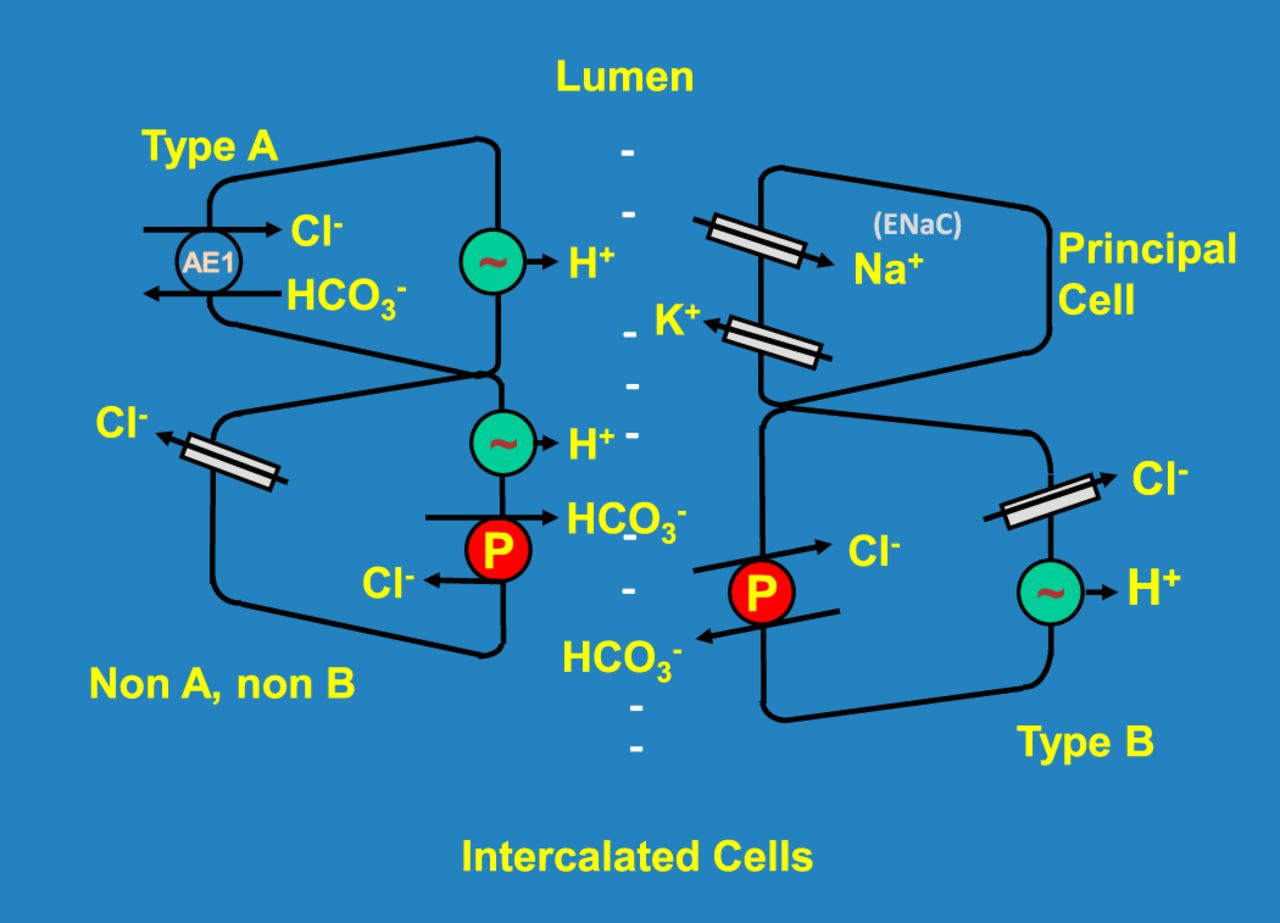 Lumen
Type A
Cl-
AE1
HCO3-
~
H+
(ENaC)
Na+
K+
Principal
Cell
Cl-
~
H+
HCO3-
P
Cl-
Non A, non B
Cl-
P
HCO3-
Cl-
~
H+
Type B
Intercalated Cells